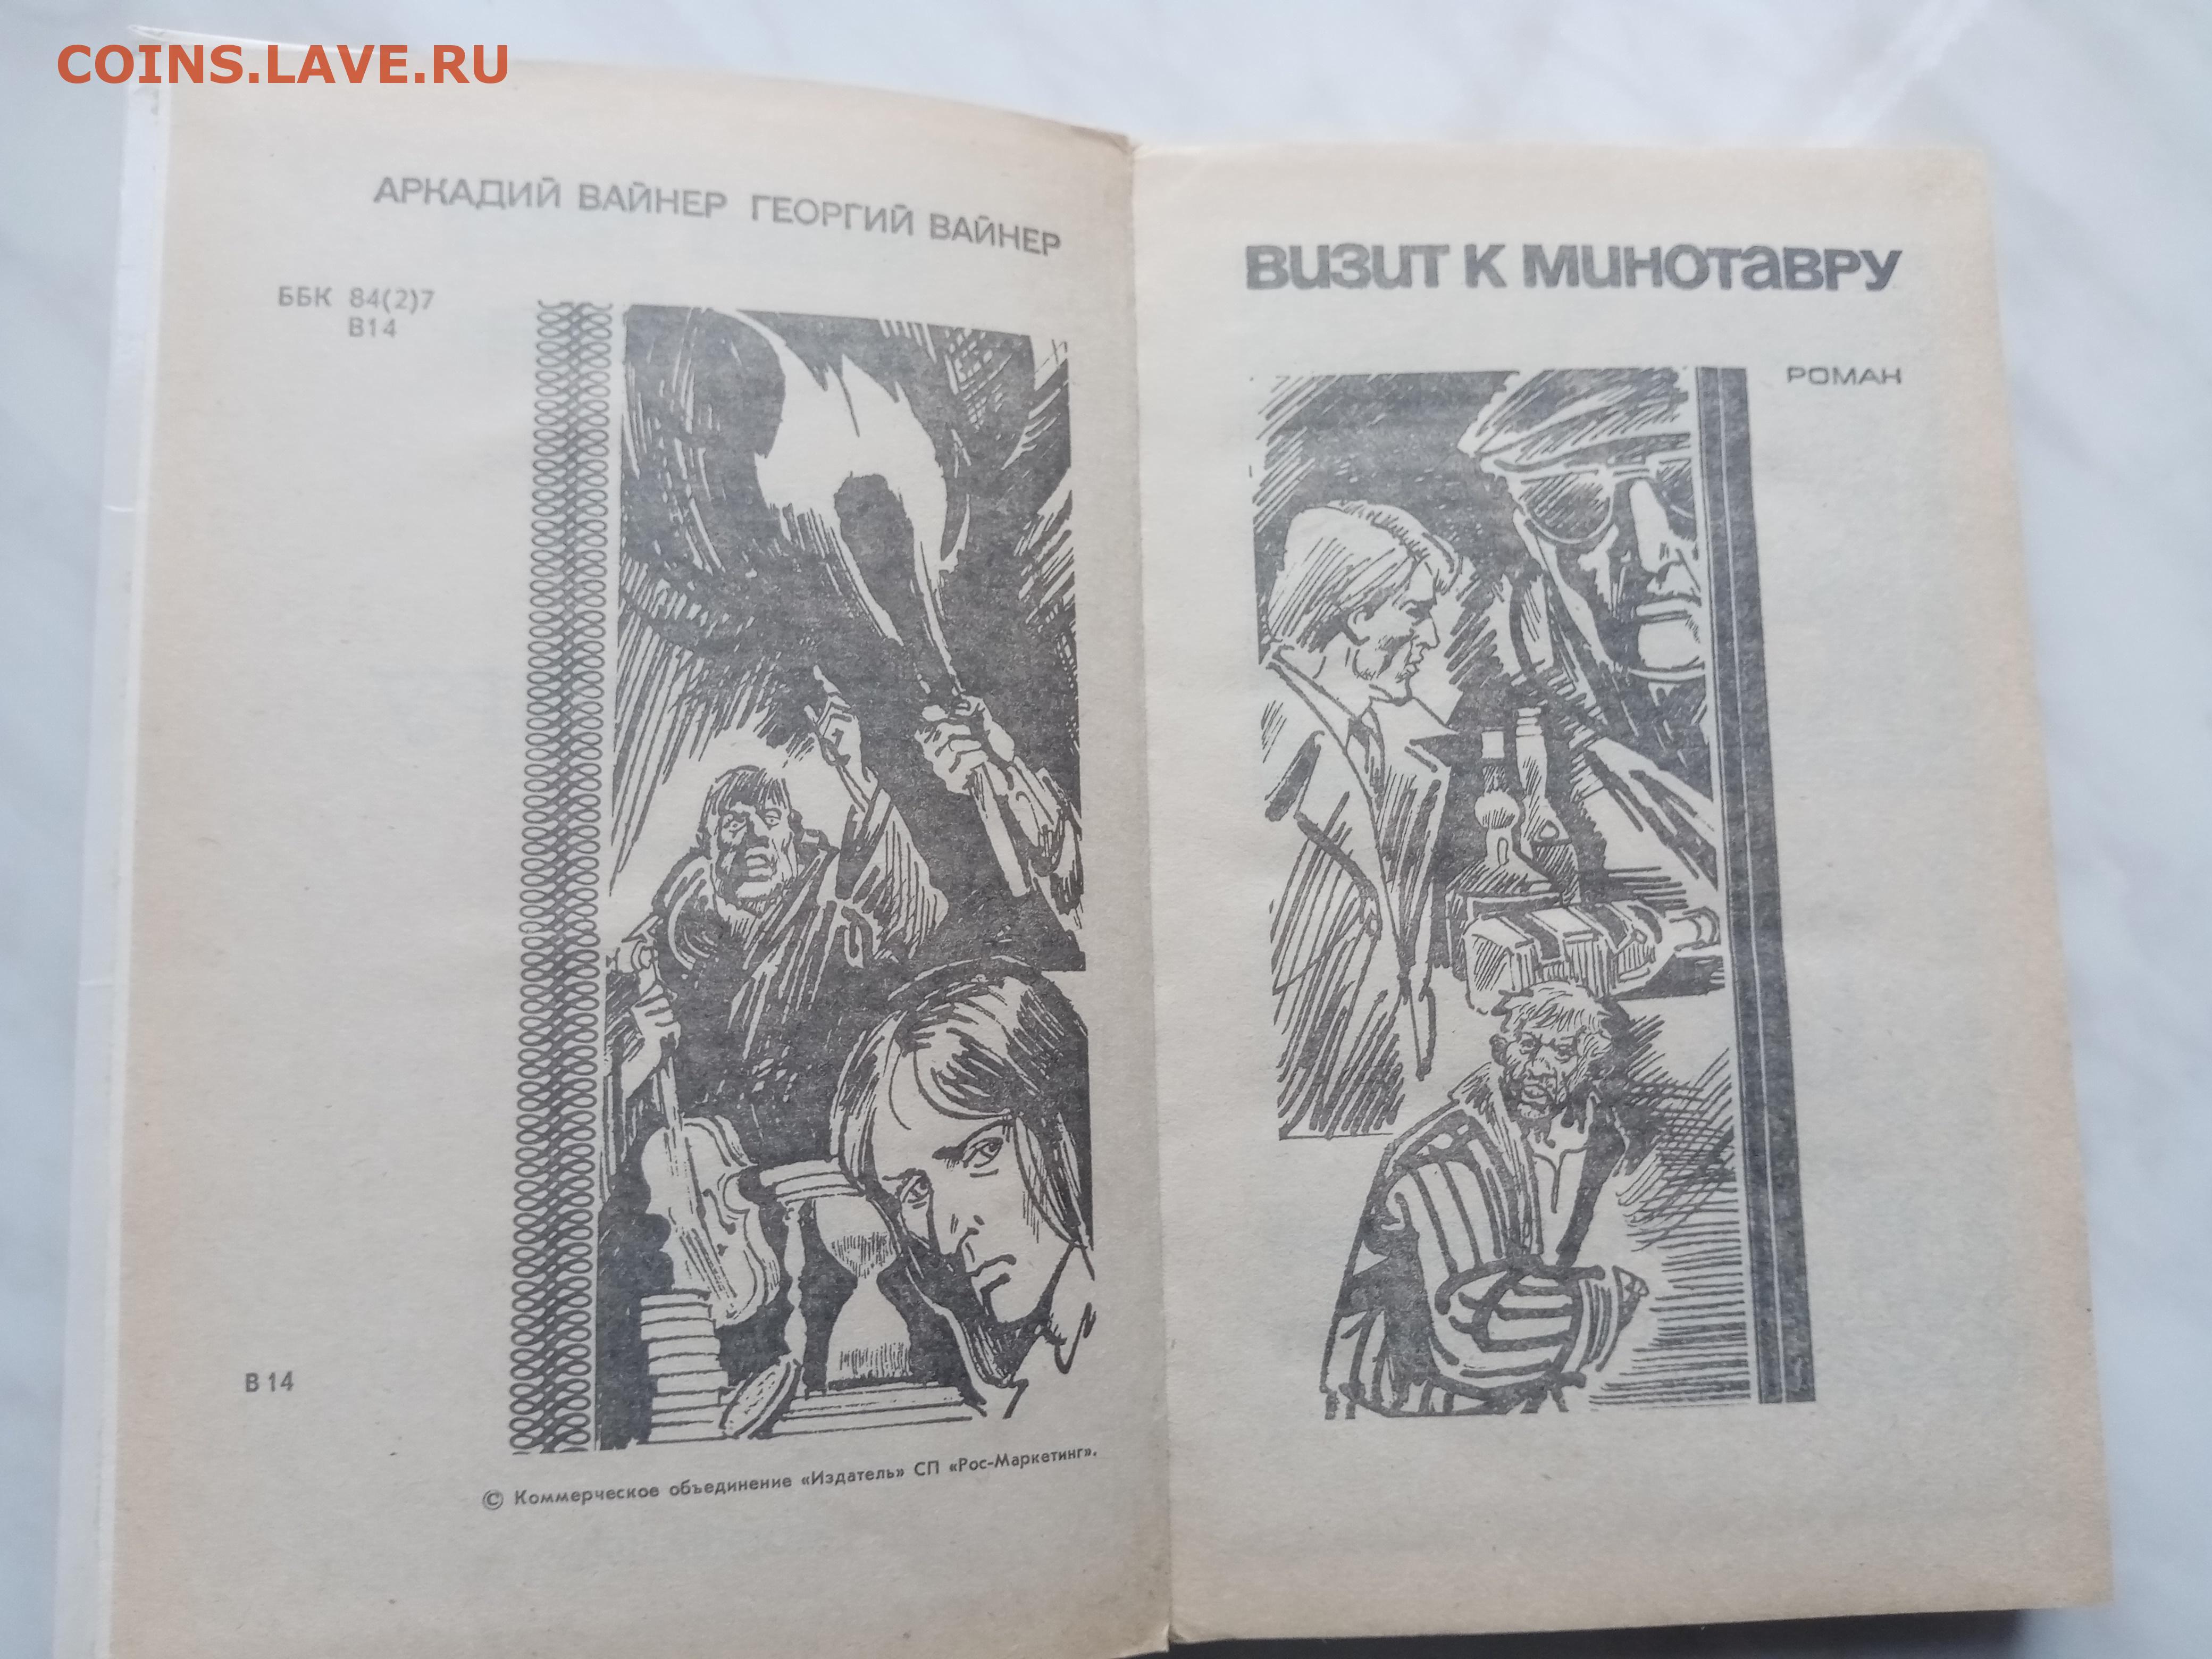 COINS.LAVE.RU
АРКАДИЙ ВАЙНЕР ГЕОРГИЙ ВАЙНЕР
ББК 84(2)7
В14
В 14
© Коммерческое объединение «Издатель» СП «Рос-Маркетинг».
ВИЗИТ К МИНОТАВРУ
РОМАН